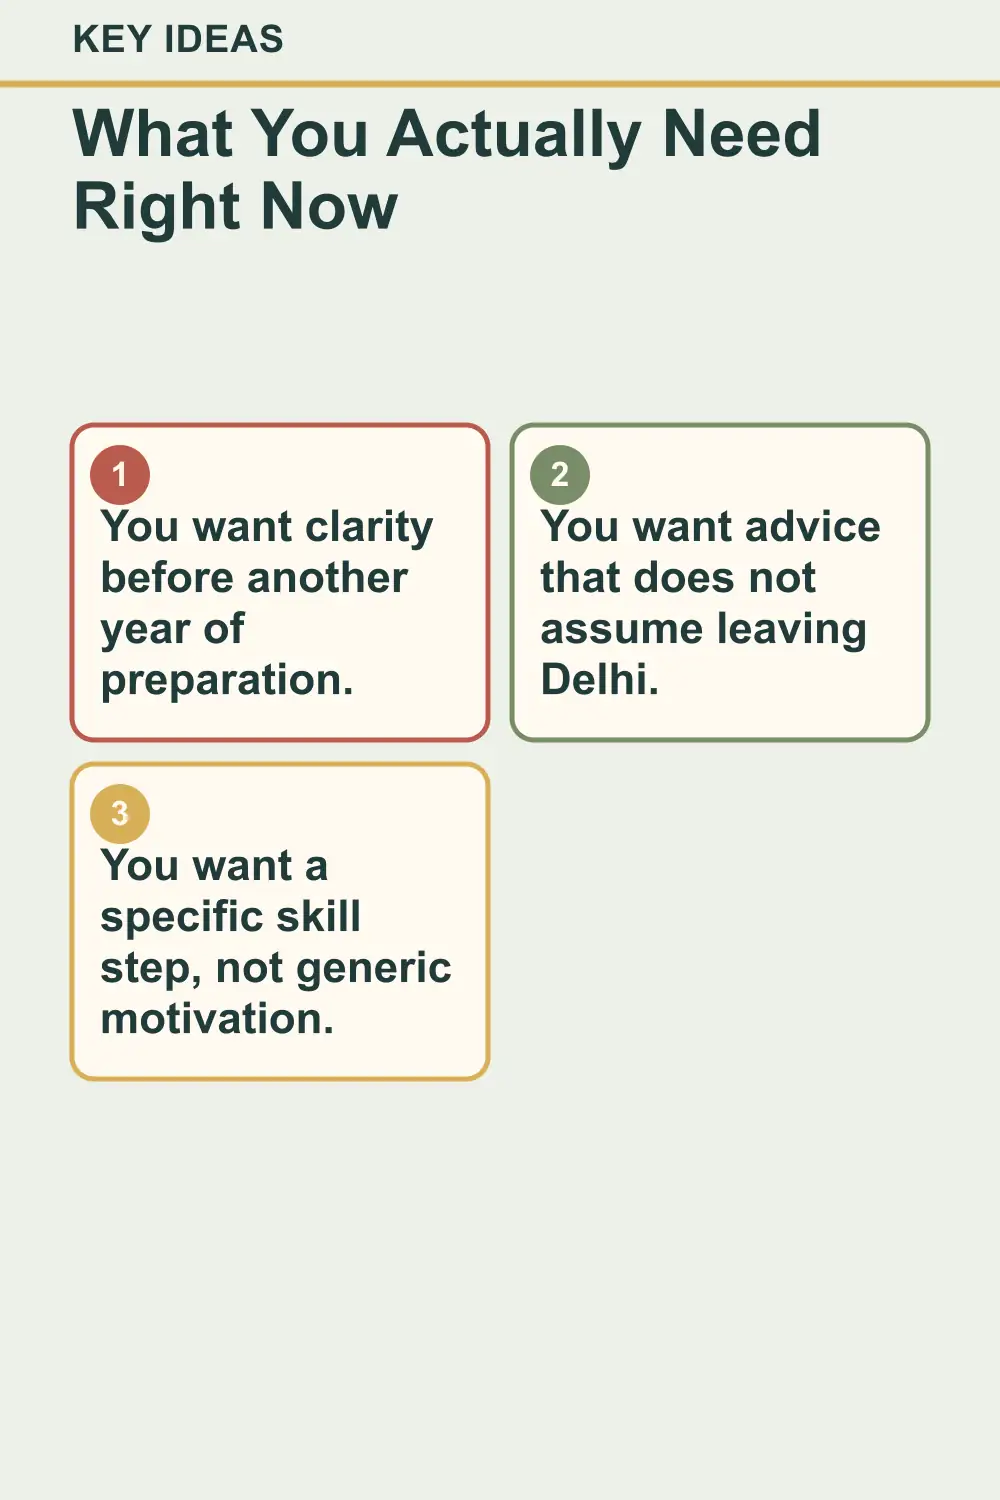 KEY IDEAS
What You Actually Need
Right Now
1
You want clarity
before another
year of
preparation.
2
You want advice
that does not
assume leaving
Delhi.
3
You want a
specific skill
step, not generic
motivation.